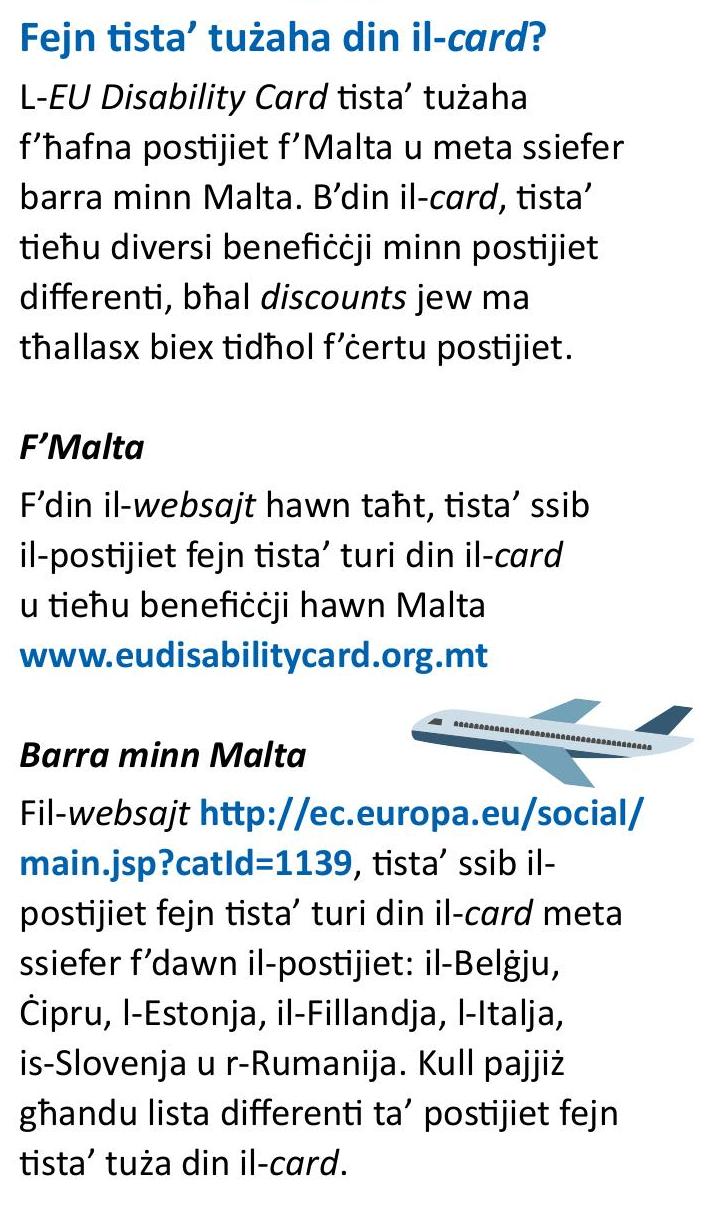 Fejn tista’ tużaha din il-card?
L-EU Disability Card tista’ tużaha
f’ħafna postijiet f’Malta u meta ssiefer
barra minn Malta. B’din il-card, tista’
tieħu diversi benefiċċji minn postijiet
differenti, bħal discounts jew ma
tħallasx biex tidħol f’ċertu postijiet.
F’Malta
F’din il-websajt hawn taħt, tista’ ssib
il-postijiet fejn tista’ turi din il-card
u tieħu benefiċċji hawn Malta
www.eudisabilitycard.org.mt
Barra minn Malta
Fil-websajt http://ec.europa.eu/social/
main.jsp?catId=1139, tista’ ssib il-
postijiet fejn tista’ turi din il-card meta
ssiefer f’dawn il-postijiet: il-Belġju,
Ċipru, l-Estonja, il-Fillandja, l-Italja,
is-Slovenja u r-Rumanija. Kull pajjiż
għandu lista differenti ta’ postijiet fejn
tista’ tuża din il-card.